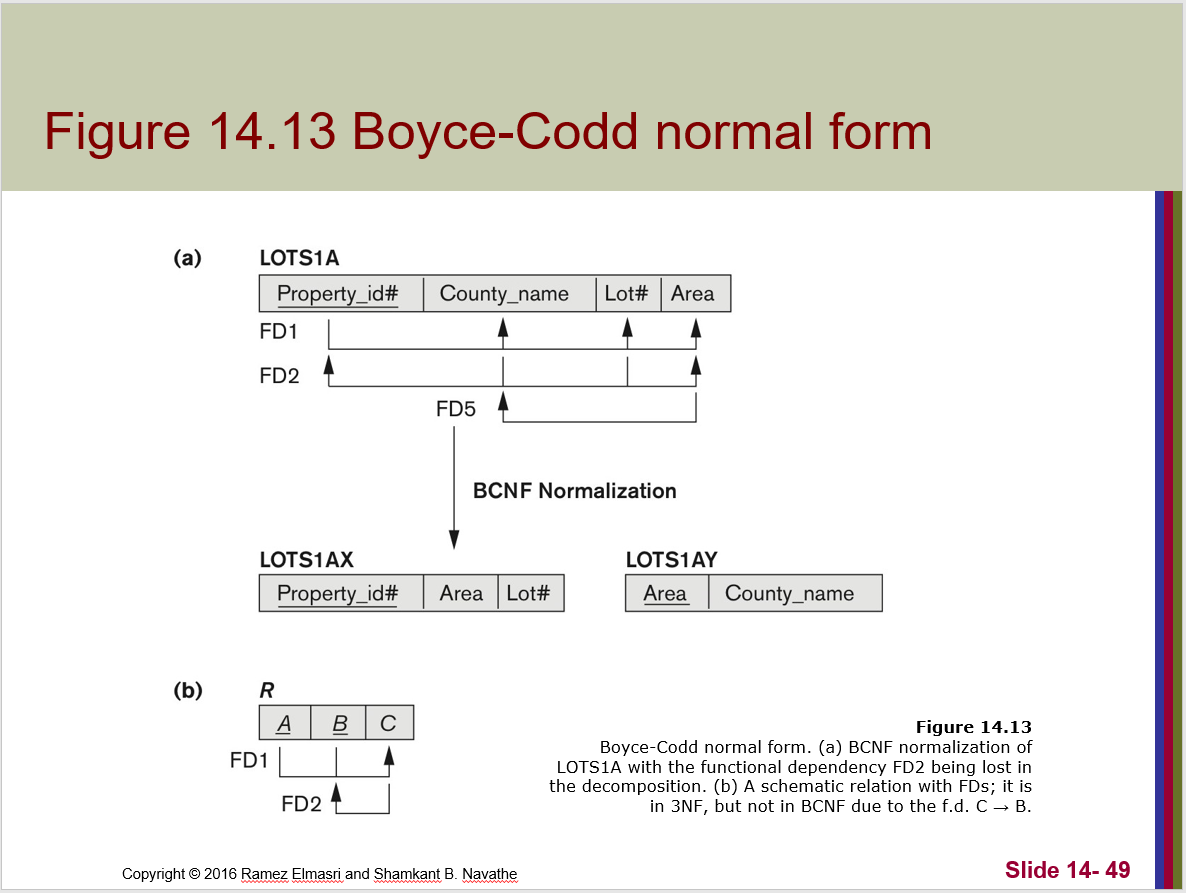 Figure 14.13 Boyce-Codd normal form
(a) LOTS1A
Property_id# County_name Lot# Area
FD1
FD2
FD5
BCNF Normalization
LOTS1AX LOTS1AY
Property_id# Area Lot# Area County_name
(b) R
A B C
FD1
FD2
Figure 14.13
Boyce-Codd normal form. (a) BCNF normalization of
LOTS1A with the functional dependency FD2 being lost in
the decomposition. (b) A schematic relation with FDs; it is
in 3NF, but not in BCNF due to the f.d. C → B.
Copyright © 2016 Ramez Elmasri and Shamkant B. Navathe
Slide 14- 49